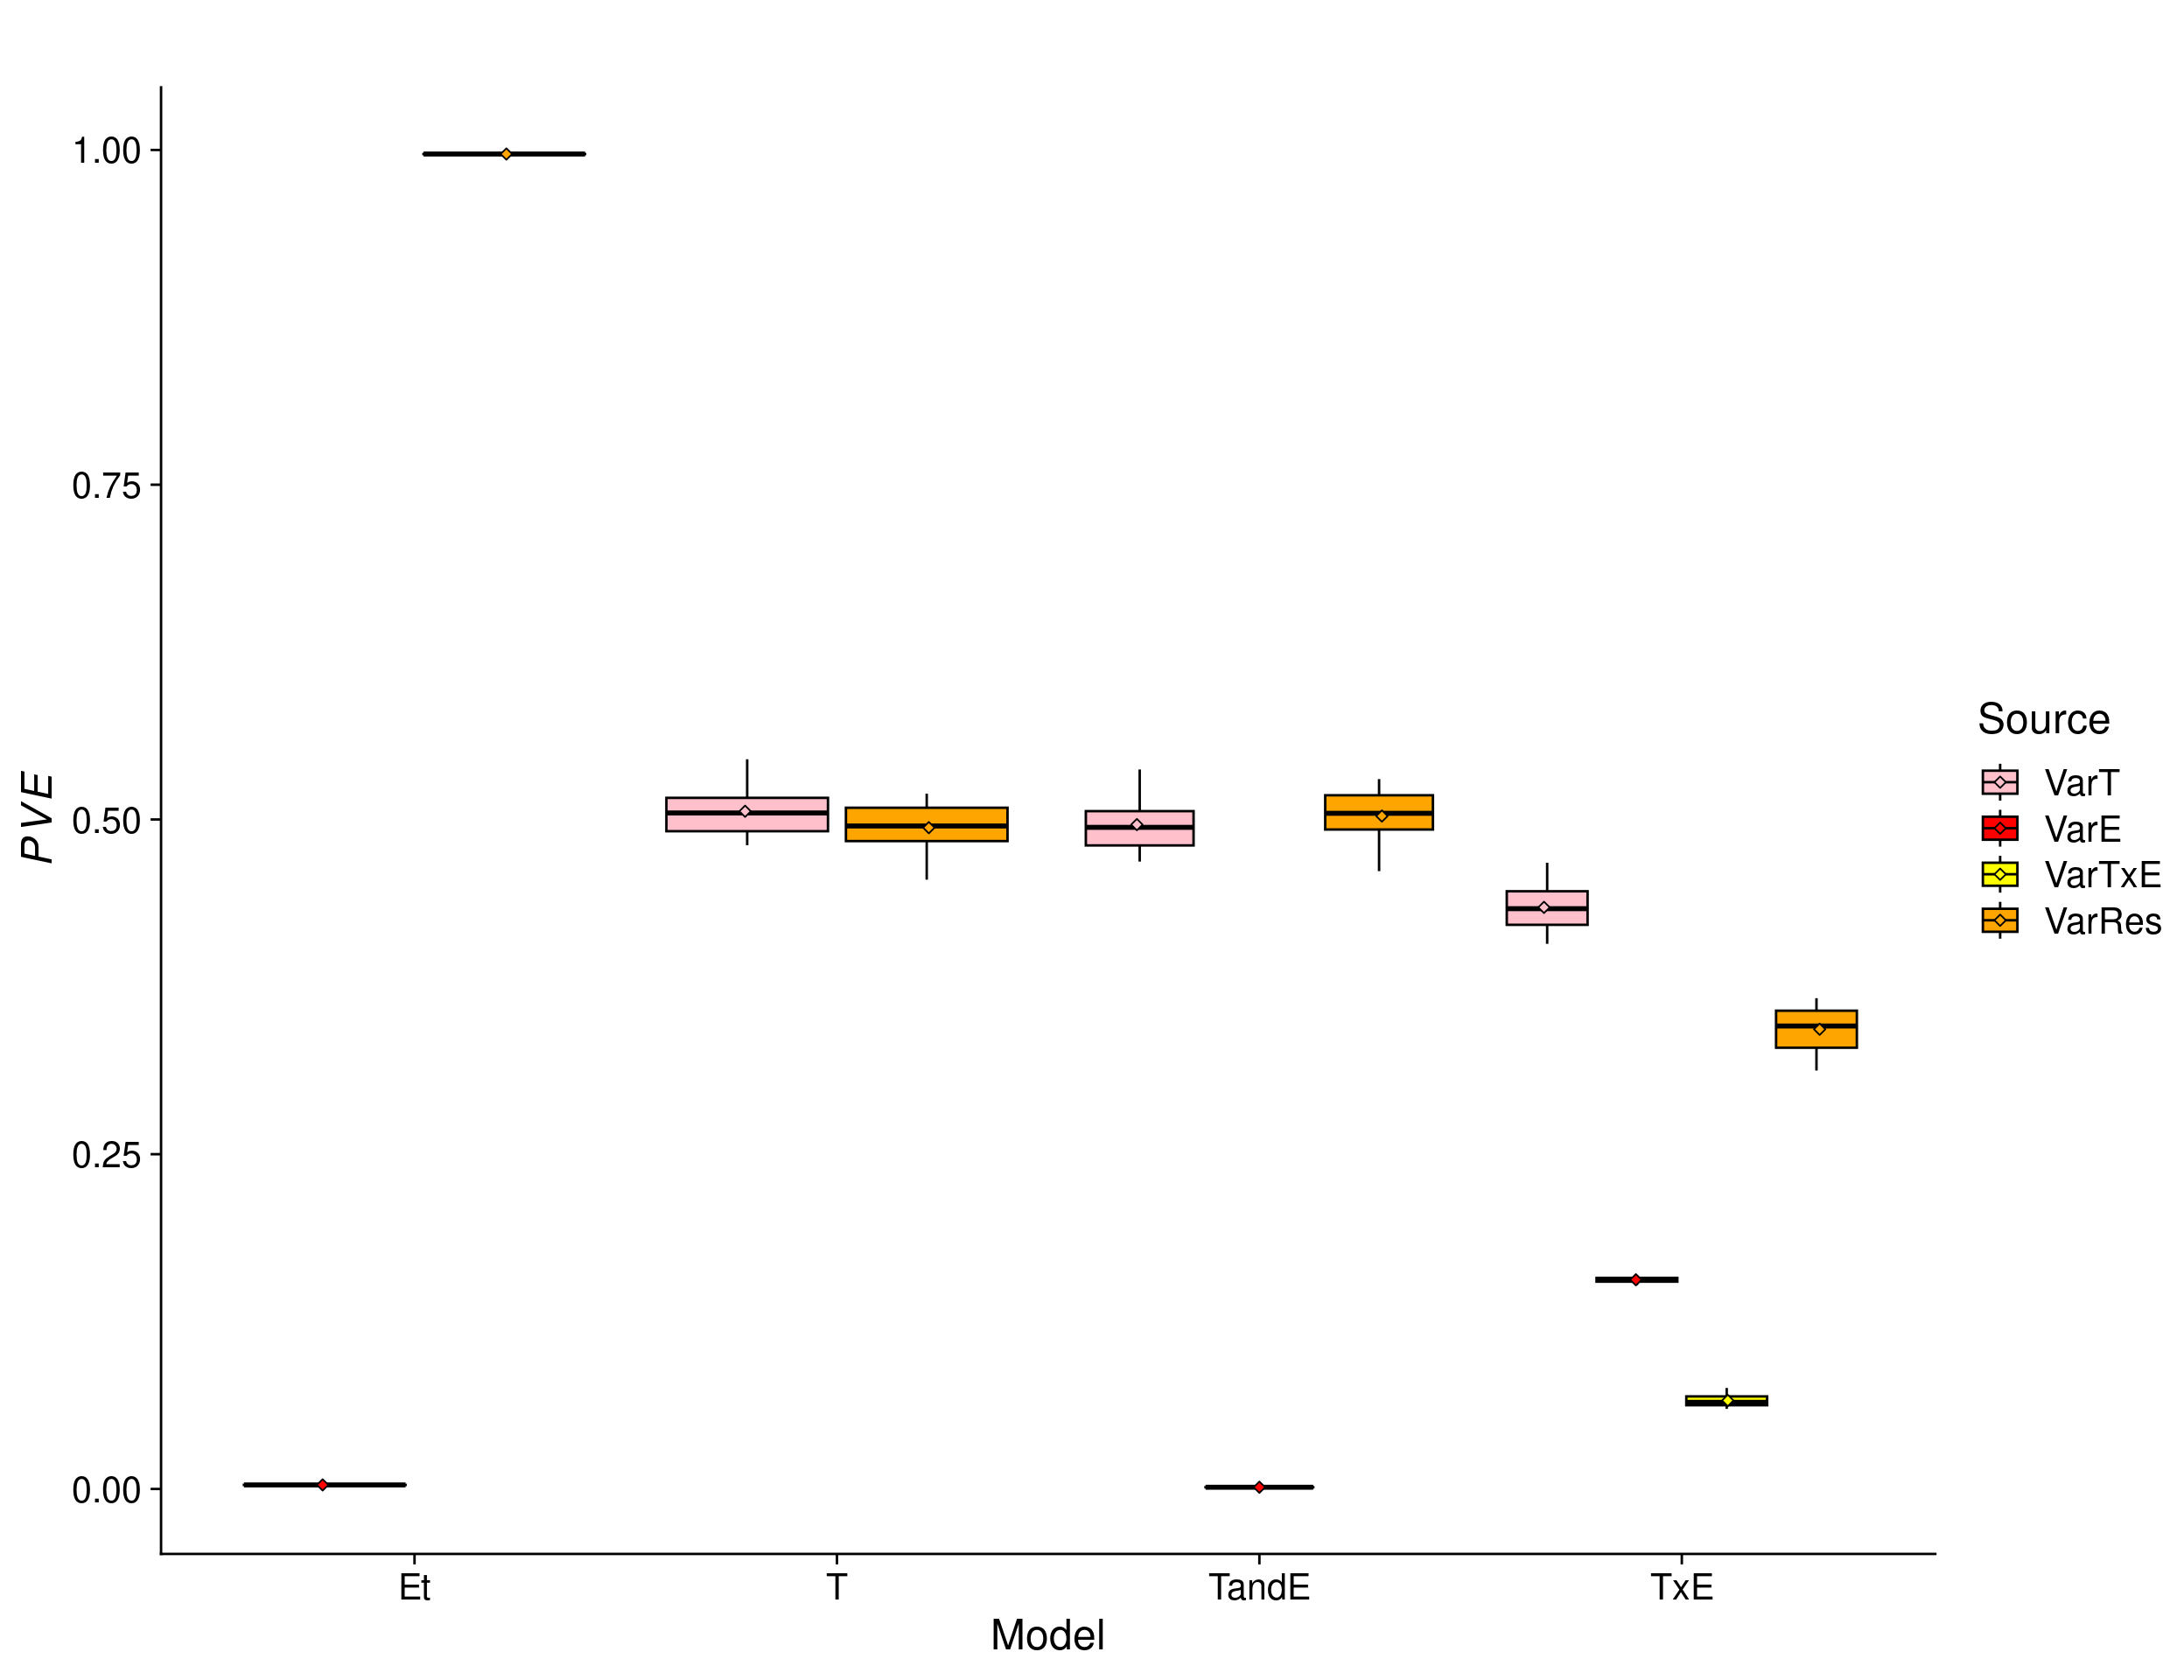 1.00
0.75
0.50
0.25
0.00
PVE
Et
T
TandE
TxE
Model
Source
VarT
VarE
VarTxE
VarRes